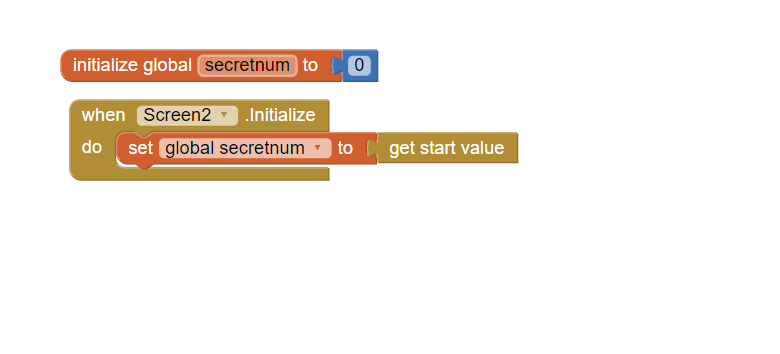 initialize global secretnum to 0
when Screen2 .Initialize
do set global secretnum to get start value